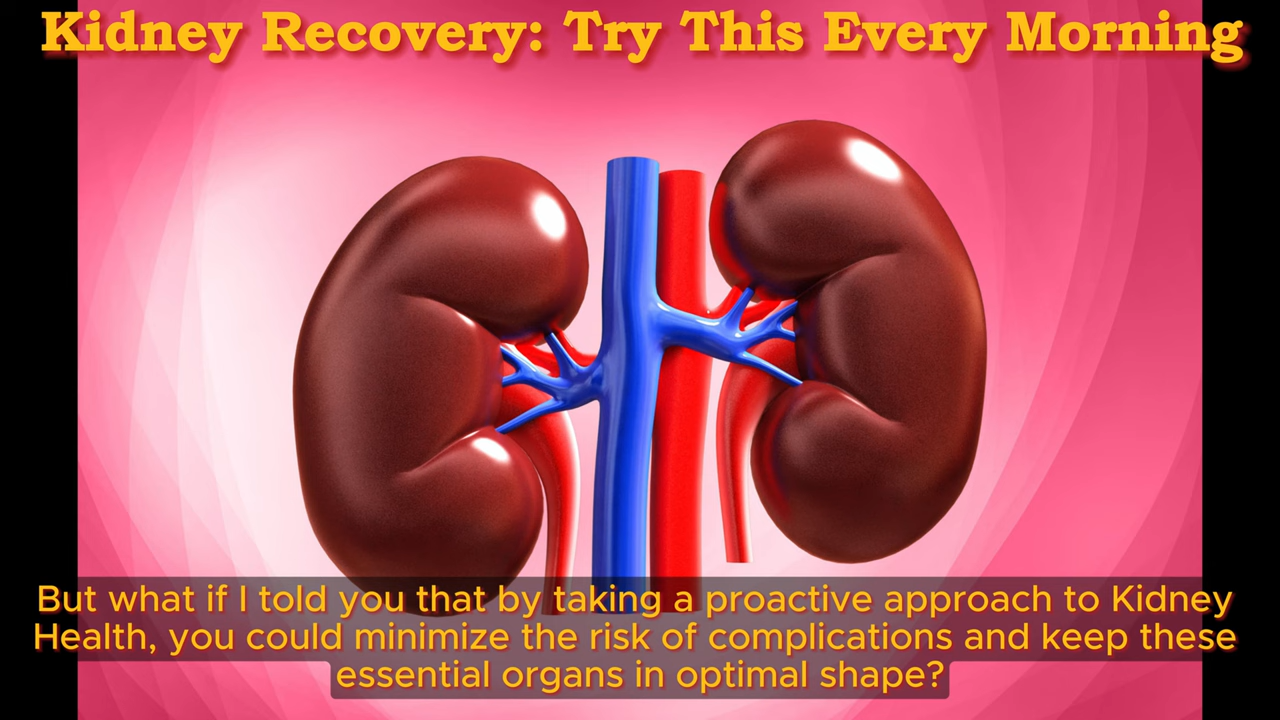 Kidney Recovery: Try This Every Morning
But what if I told you that by taking a proactive approach to Kidney
Health, you could minimize the risk of complications and keep these
essential organs in optimal shape?